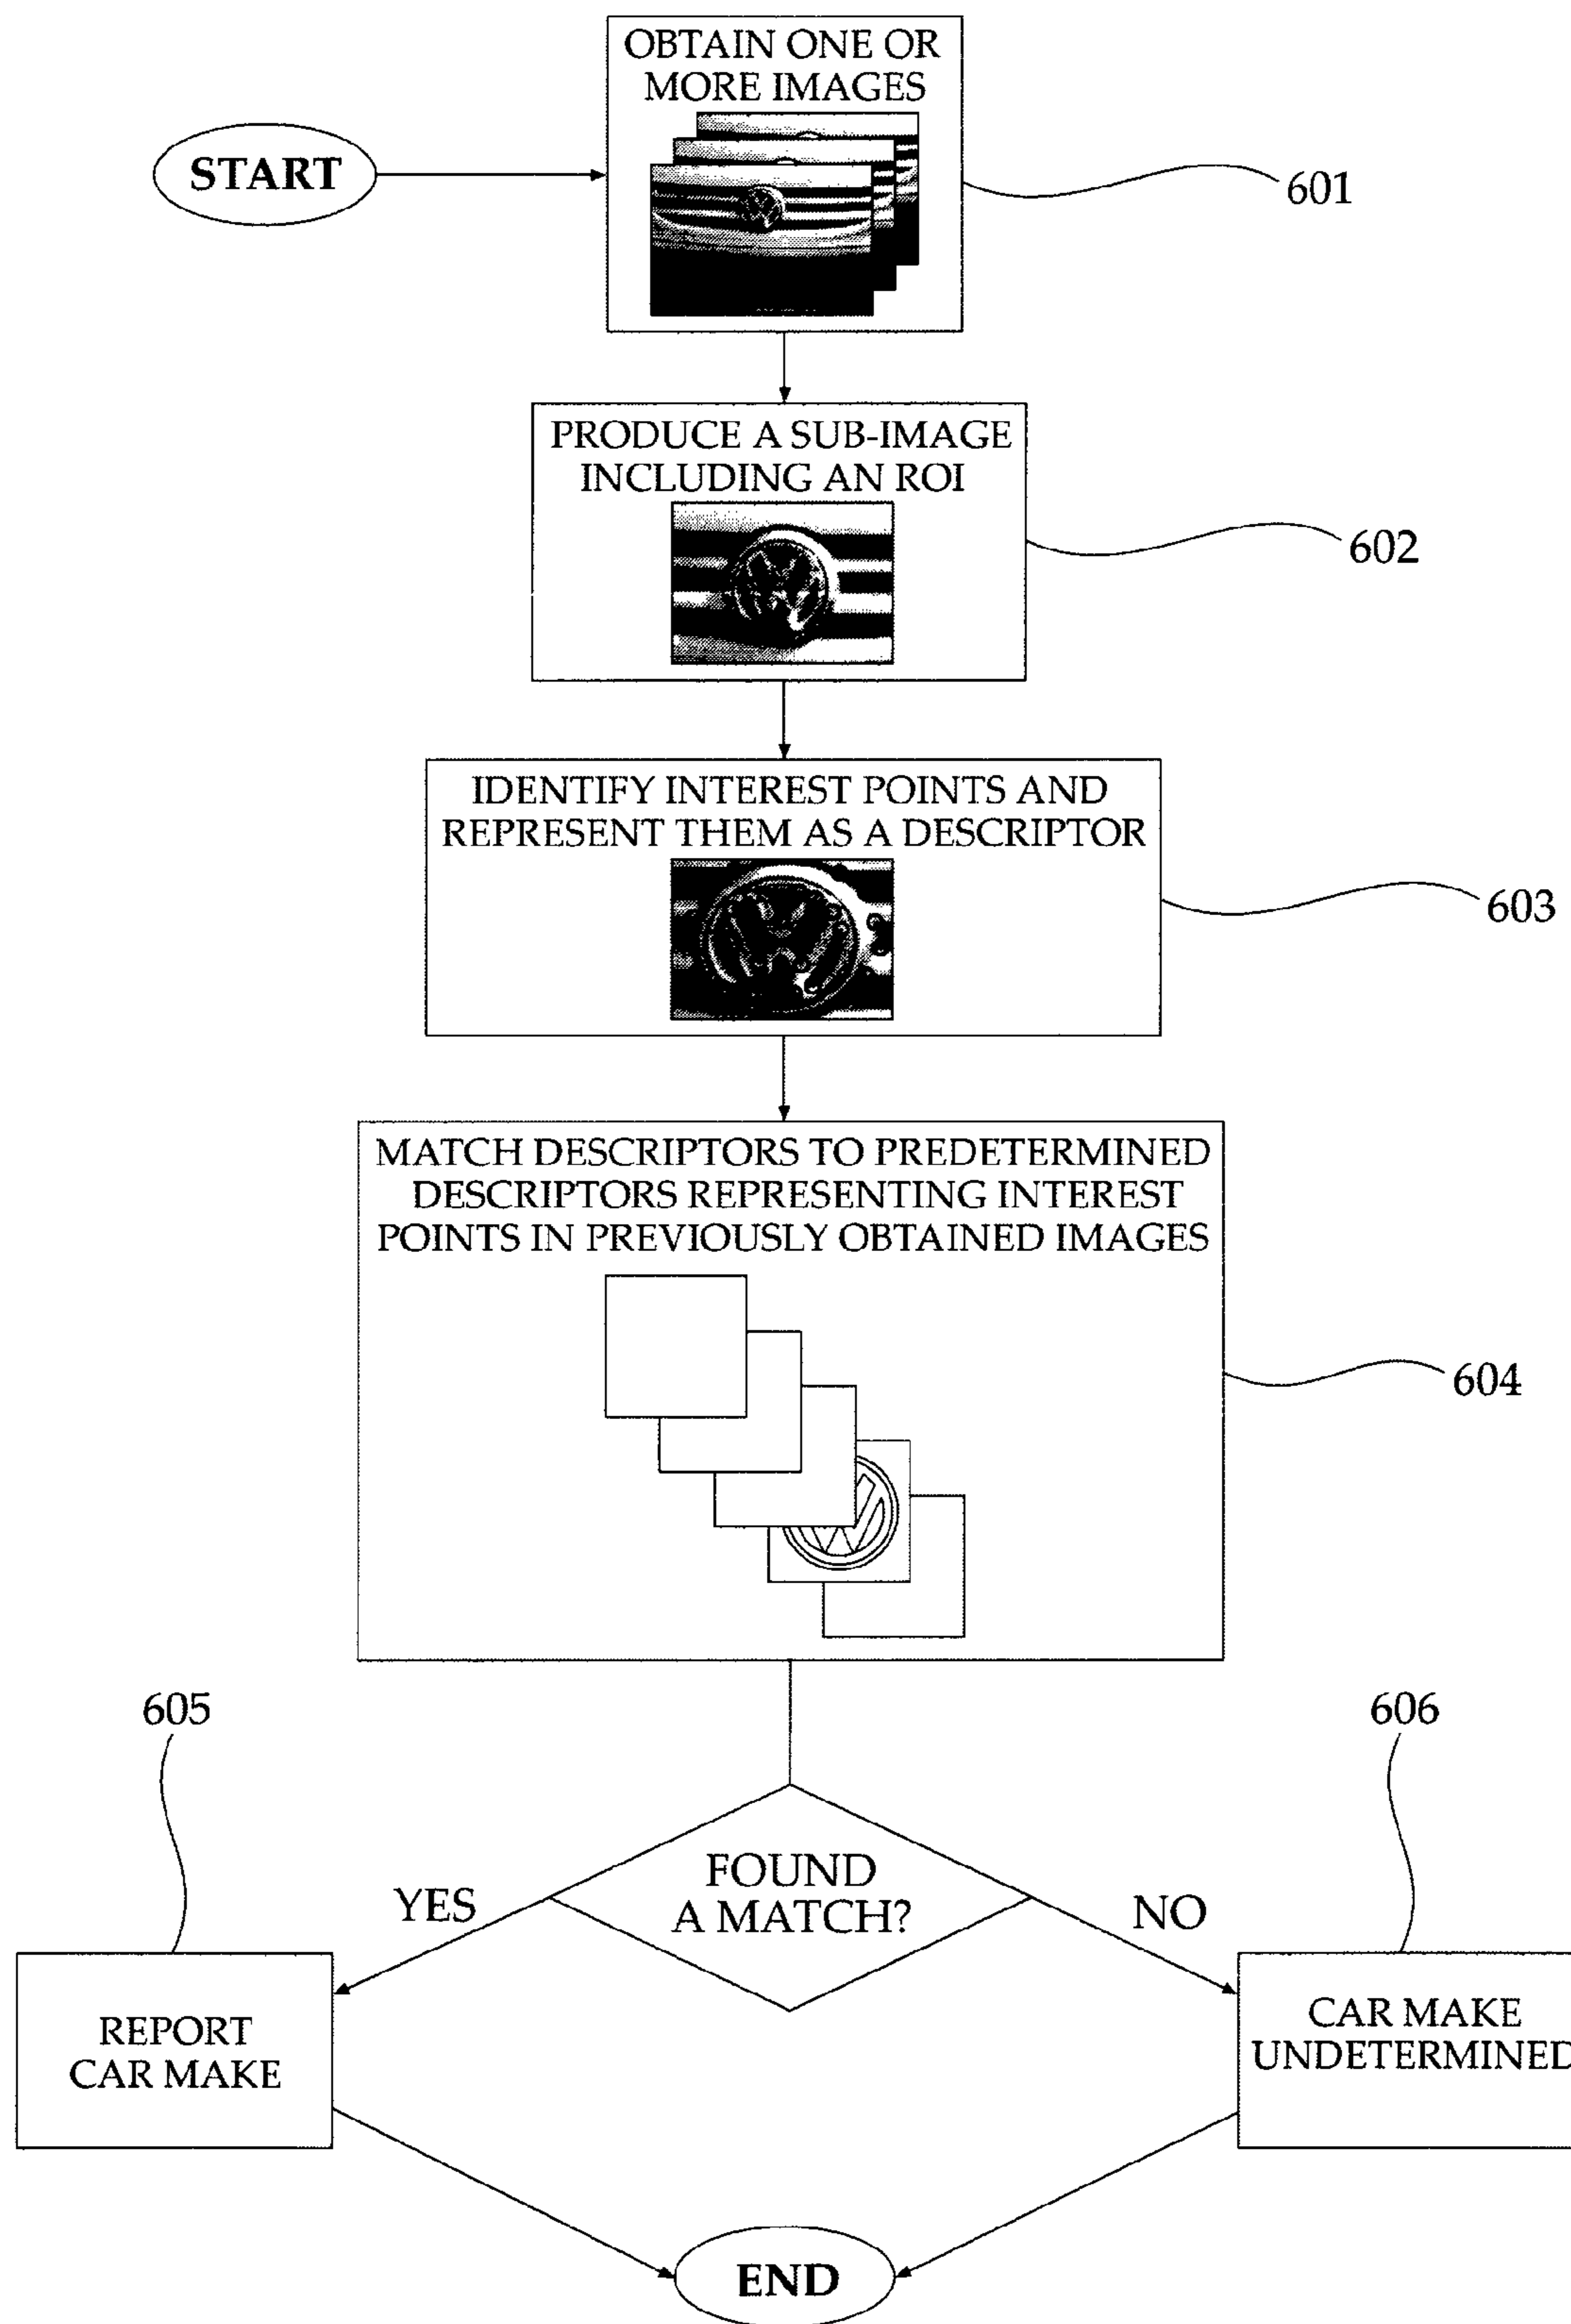 OBTAIN ONE OR
MORE IMAGES
START
601
PRODUCE A SUB-IMAGE
INCLUDING AN ROI
602
IDENTIFY INTEREST POINTS AND
REPRESENT THEM AS A DESCRIPTOR
603
MATCH DESCRIPTORS TO PREDETERMINED
DESCRIPTORS REPRESENTING INTEREST
POINTS IN PREVIOUSLY OBTAINED IMAGES
604
605
606
FOUND
A MATCH?
YES
NO
REPORT
CAR MAKE
CAR MAKE
UNDETERMINED
END